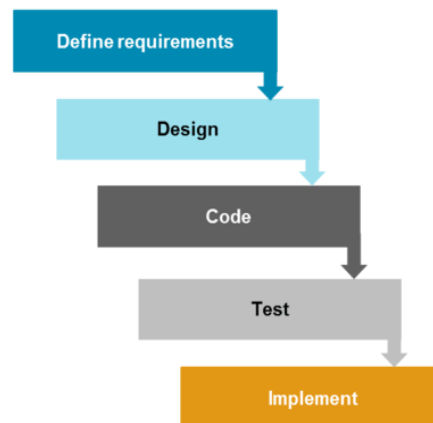 Define requirements
Design
Code
Test
Implement